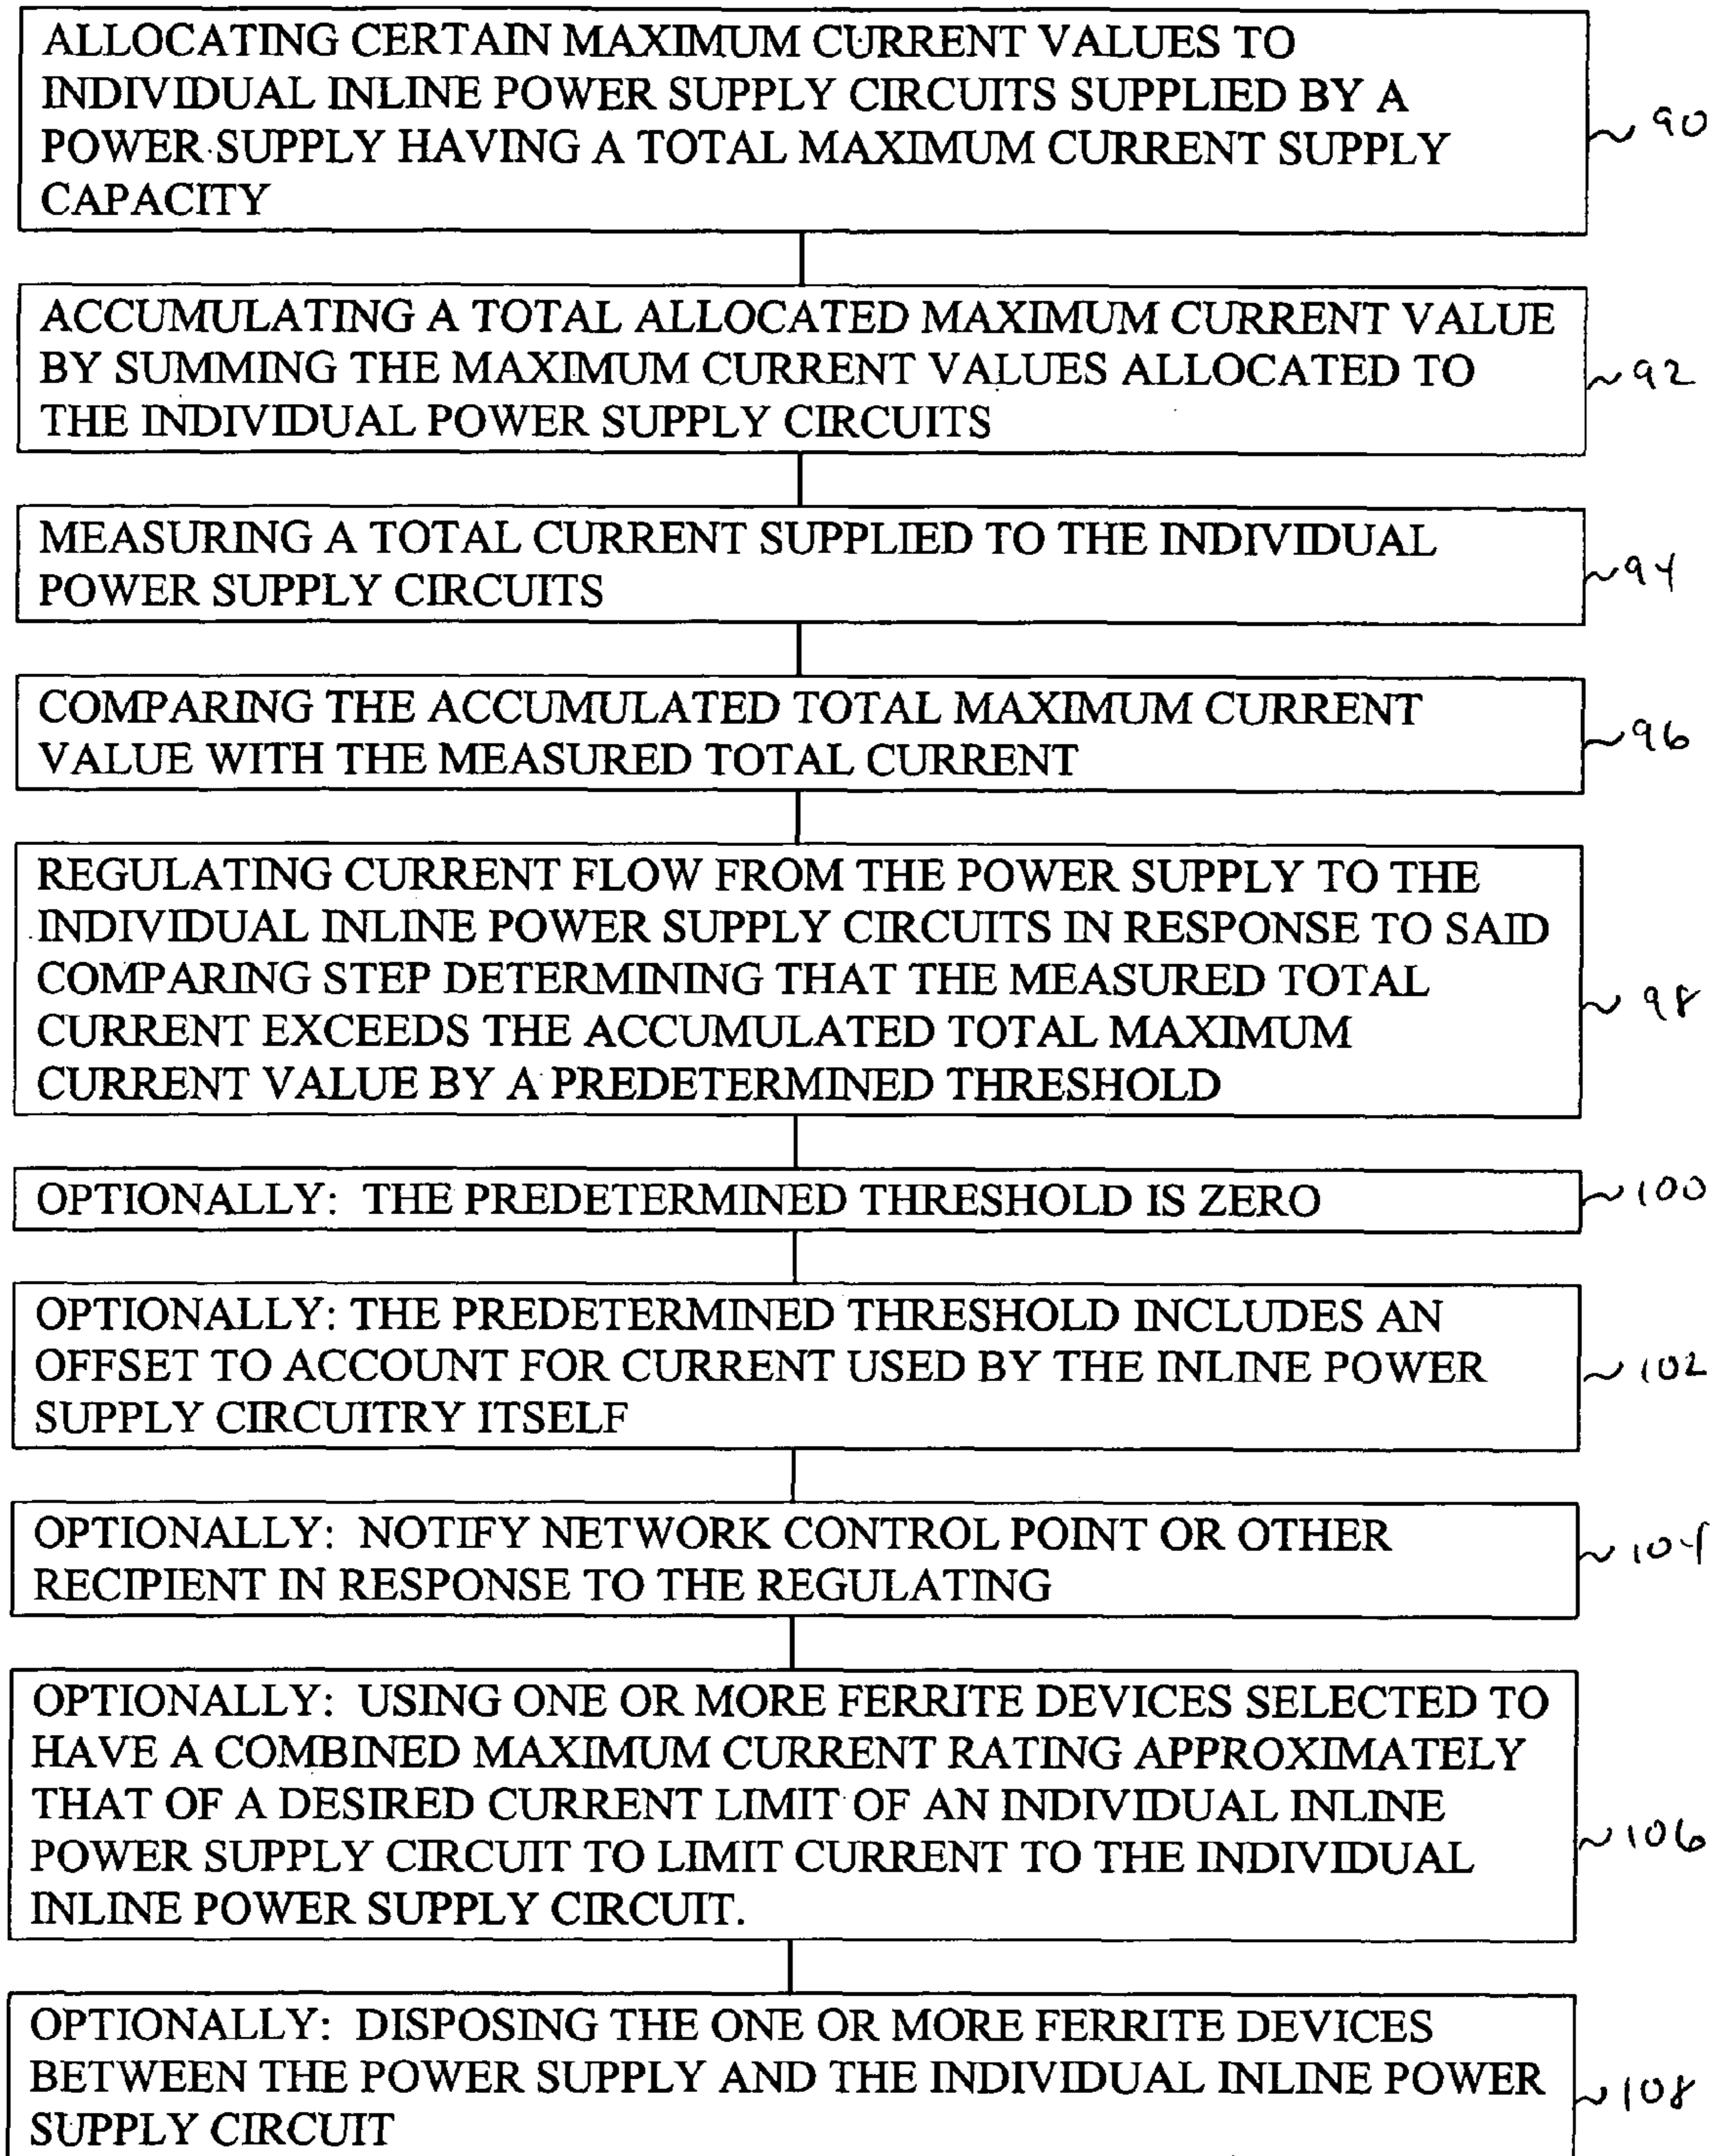 ALLOCATING CERTAIN MAXIMUM CURRENT VALUES TO
INDIVIDUAL INLINE POWER SUPPLY CIRCUITS SUPPLIED BY A
POWER SUPPLY HAVING A TOTAL MAXIMUM CURRENT SUPPLY
CAPACITY
90
ACCUMULATING A TOTAL ALLOCATED MAXIMUM CURRENT VALUE
BY SUMMING THE MAXIMUM CURRENT VALUES ALLOCATED TO
THE INDIVIDUAL POWER SUPPLY CIRCUITS
92
MEASURING A TOTAL CURRENT SUPPLIED TO THE INDIVIDUAL
POWER SUPPLY CIRCUITS
94
COMPARING THE ACCUMULATED TOTAL MAXIMUM CURRENT
VALUE WITH THE MEASURED TOTAL CURRENT
96
REGULATING CURRENT FLOW FROM THE POWER SUPPLY TO THE
INDIVIDUAL INLINE POWER SUPPLY CIRCUITS IN RESPONSE TO SAID
COMPARING STEP DETERMINING THAT THE MEASURED TOTAL
CURRENT EXCEEDS THE ACCUMULATED TOTAL MAXIMUM
CURRENT VALUE BY A PREDETERMINED THRESHOLD
98
OPTIONALLY: THE PREDETERMINED THRESHOLD IS ZERO
100
OPTIONALLY: THE PREDETERMINED THRESHOLD INCLUDES AN
OFFSET TO ACCOUNT FOR CURRENT USED BY THE INLINE POWER
SUPPLY CIRCUITRY ITSELF
102
OPTIONALLY: NOTIFY NETWORK CONTROL POINT OR OTHER
RECIPIENT IN RESPONSE TO THE REGULATING
104
OPTIONALLY: USING ONE OR MORE FERRITE DEVICES SELECTED TO
HAVE A COMBINED MAXIMUM CURRENT RATING APPROXIMATELY
THAT OF A DESIRED CURRENT LIMIT OF AN INDIVIDUAL INLINE
POWER SUPPLY CIRCUIT TO LIMIT CURRENT TO THE INDIVIDUAL
INLINE POWER SUPPLY CIRCUIT.
106
OPTIONALLY: DISPOSING THE ONE OR MORE FERRITE DEVICES
BETWEEN THE POWER SUPPLY AND THE INDIVIDUAL INLINE POWER
SUPPLY CIRCUIT
108